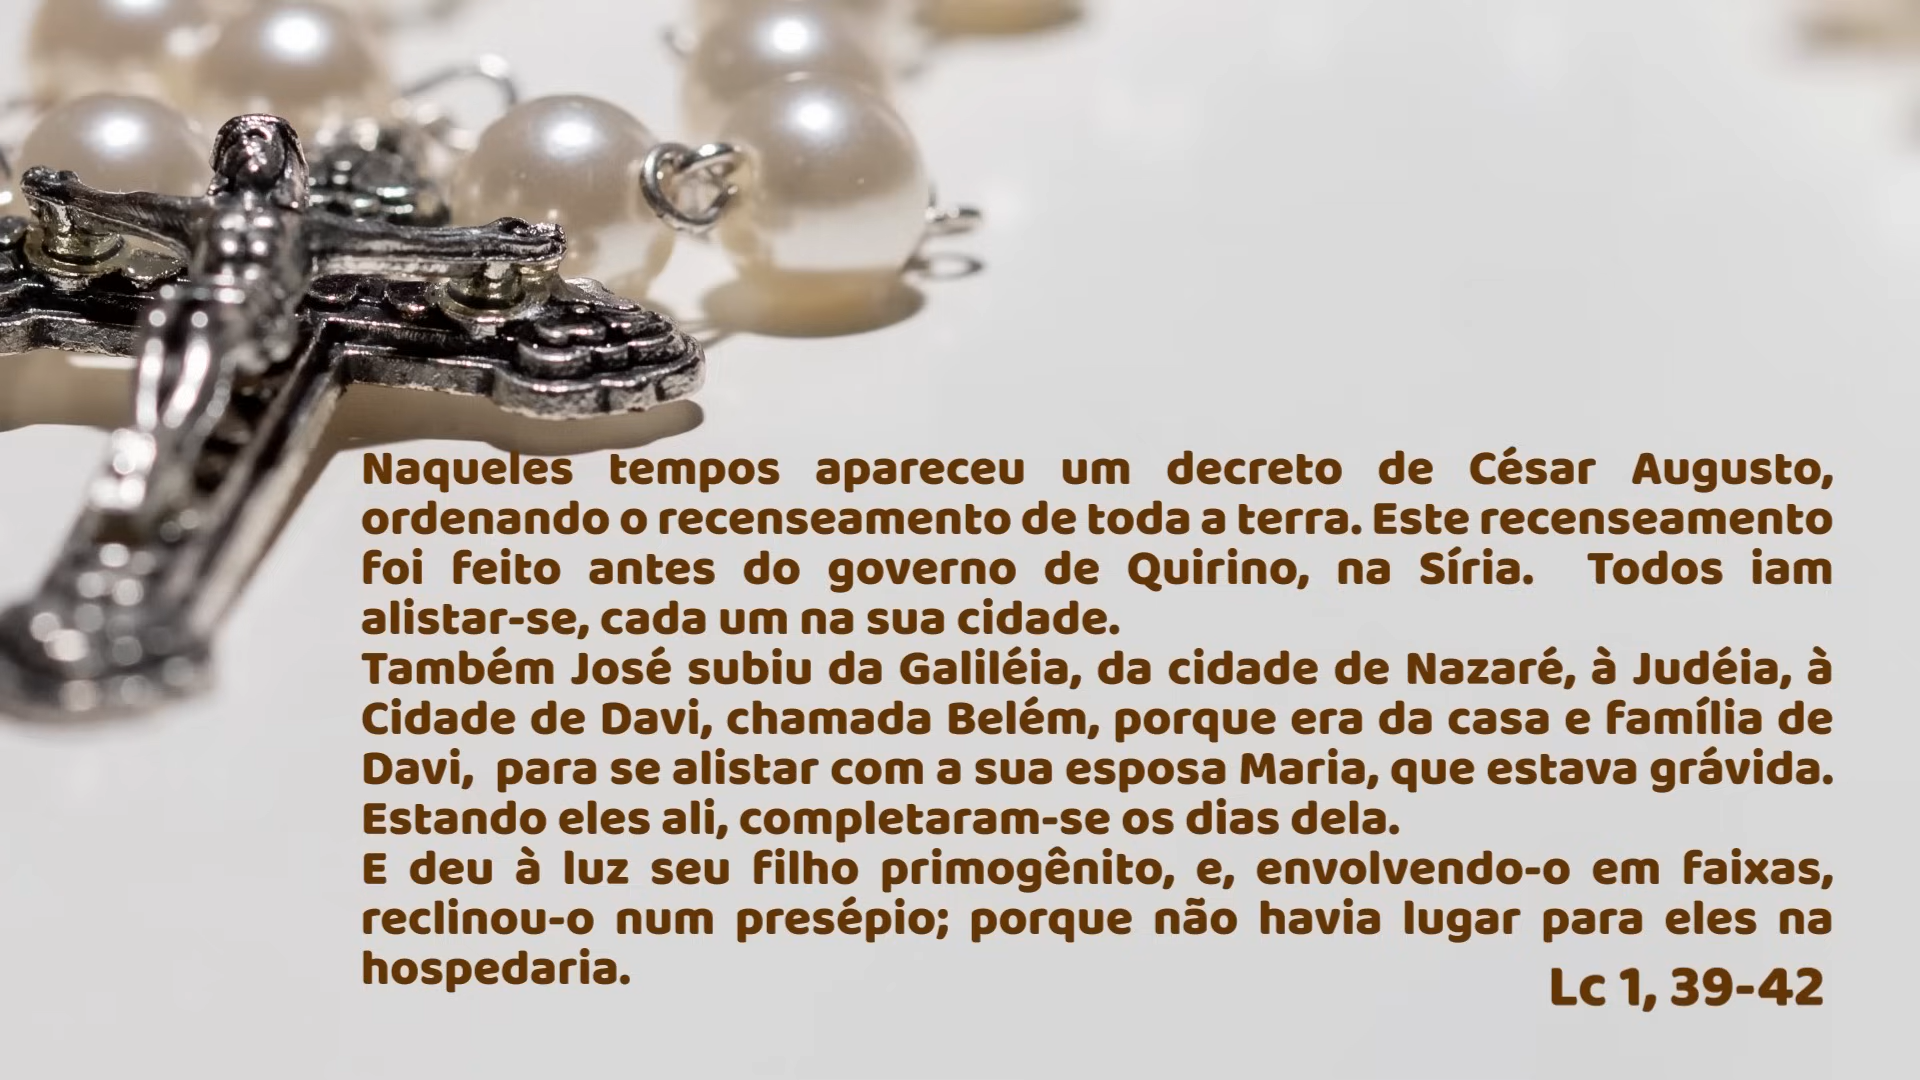 Naqueles tempos apareceu um decreto de César Augusto,
ordenando o recenseamento de toda a terra. Este recenseamento
foi feito antes do governo de Quirino, na Síria. Todos iam
alistar-se, cada um na sua cidade.
Também José subiu da Galiléia, da cidade de Nazaré, à Judéia, à
Cidade de Davi, chamada Belém, porque era da casa e família de
Davi, para se alistar com a sua esposa Maria, que estava grávida.
Estando eles ali, completaram-se os dias dela.
E deu à luz seu filho primogênito, e, envolvendo-o em faixas,
reclinou-o num presépio; porque não havia lugar para eles na
hospedaria.
Lc 1, 39-42